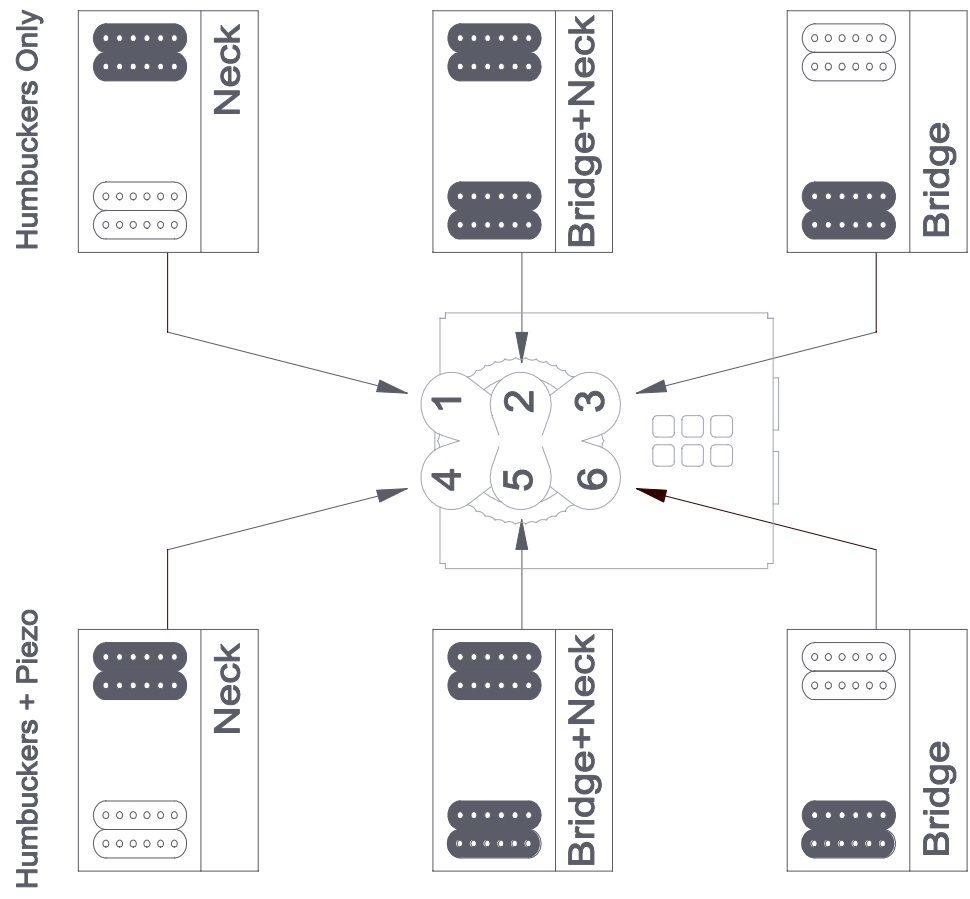 Humbuckers Only
Neck
Bridge+Neck
Bridge
1
2
3
4
5
6
Humbuckers + Piezo
Neck
Bridge+Neck
Bridge